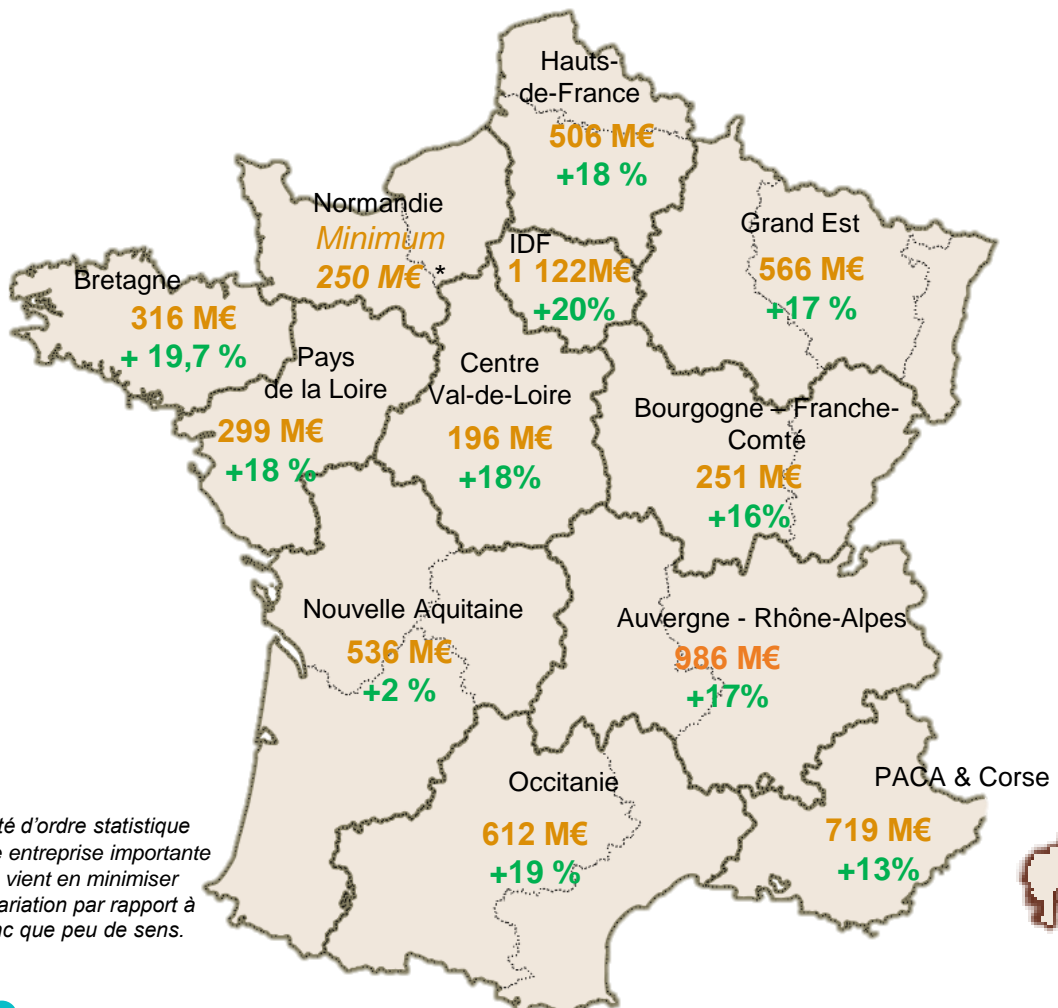 Hauts-
de-France
506 M€
+18 %
Normandie
Minimum
250 M€ *
IDF
1 122M€
+20%
Grand Est
566 M€
+17 %
Bretagne
316 M€
+ 19,7 %
Pays
de la Loire
299 M€
+18 %
Centre
Val-de-Loire
196 M€
+18%
Bourgogne – Franche-
Comté
251 M€
+16%
Nouvelle Aquitaine
536 M€
+2 %
Auvergne - Rhône-Alpes
986 M€
+17%
Occitanie
612 M€
+19 %
PACA & Corse
719 M€
+13%
té d’ordre statistique
e entreprise importante
vient en minimiser
ariation par rapport à
nc que peu de sens.